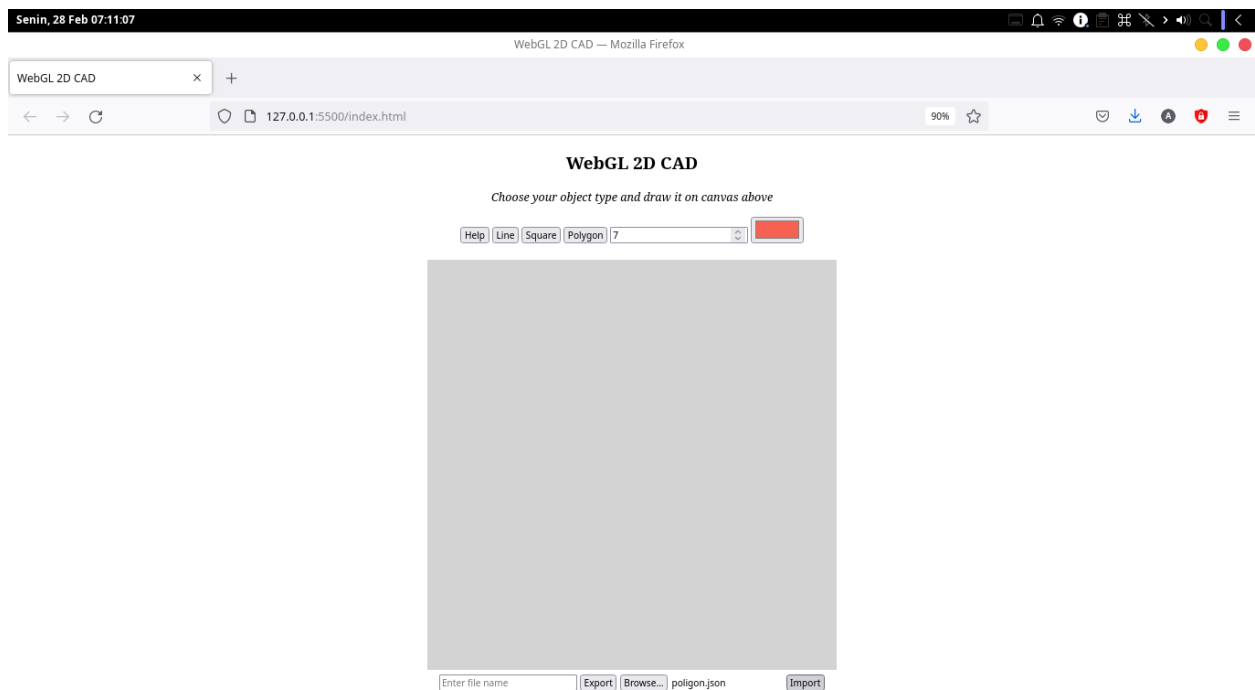 Senin, 28 Feb 07:11:07
WebGL 2D CAD — Mozilla Firefox
WebGL 2D CAD
127.0.0.1:5500/index.html 90% A
WebGL 2D CAD
Choose your object type and draw it on canvas above
Help Line Square Polygon 7
Enter file name Export Browse... poligon.json Import